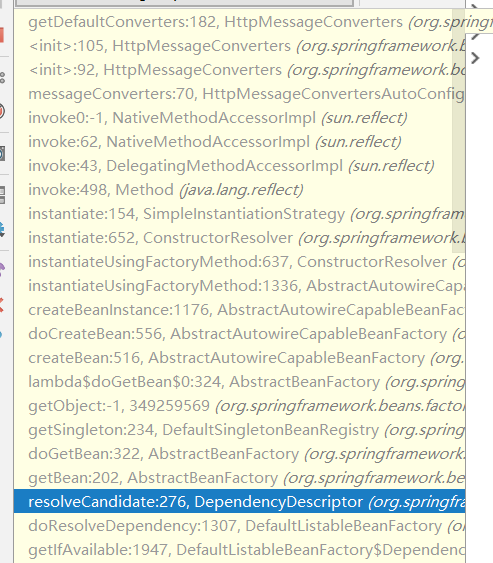 getDefaultConverters:182, HttpMessageConverters (org.springf
<init>:105, HttpMessageConverters (org.springframework.b
<init>:92, HttpMessageConverters (org.springframework.bo
messageConverters:70, HttpMessageConvertersAutoConfig
invoke0:-1, NativeMethodAccessorImpl (sun.reflect)
invoke:62, NativeMethodAccessorImpl (sun.reflect)
invoke:43, DelegatingMethodAccessorImpl (sun.reflect)
invoke:498, Method (java.lang.reflect)
instantiate:154, SimpleInstantiationStrategy (org.springfram
instantiate:652, ConstructorResolver (org.springframework.b
instantiateUsingFactoryMethod:637, ConstructorResolver (o
instantiateUsingFactoryMethod:1336, AbstractAutowireCapa
createBeanInstance:1176, AbstractAutowireCapableBeanFac
doCreateBean:556, AbstractAutowireCapableBeanFactory (o
createBean:516, AbstractAutowireCapableBeanFactory (org.
lambda$doGetBean$0:324, AbstractBeanFactory (org.spring
getObject:-1, 349259569 (org.springframework.beans.factor
getSingleton:234, DefaultSingletonBeanRegistry (org.spring
doGetBean:322, AbstractBeanFactory (org.springframework.
getBean:202, AbstractBeanFactory (org.springframework.be
resolveCandidate:276, DependencyDescriptor (org.springfra
doResolveDependency:1307, DefaultListableBeanFactory (o
getIfAvailable:1947, DefaultListableBeanFactory$Dependenc